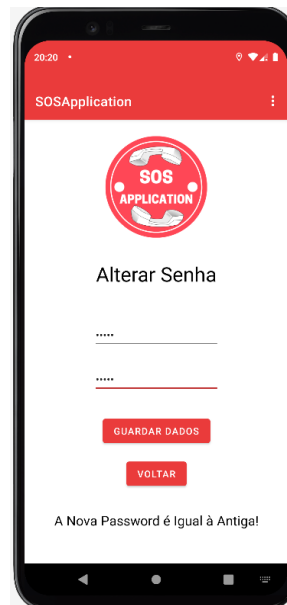 20:20
SOSApplication
SOS
APPLICATION
Alterar Senha
•••••
•••••
GUARDAR DADOS
VOLTAR
A Nova Password é Igual à Antiga!